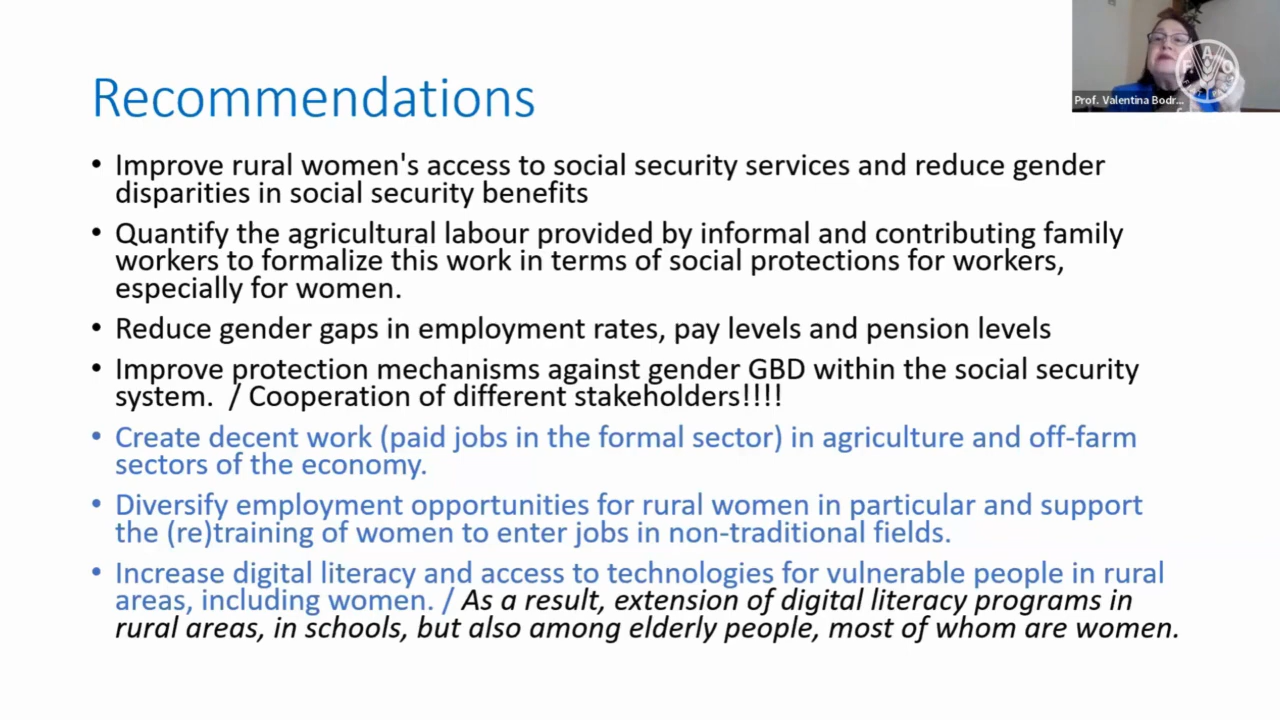 Recommendations
• Improve rural women's access to social security services and reduce gender
disparities in social security benefits
• Quantify the agricultural labour provided by informal and contributing family
workers to formalize this work in terms of social protections for workers,
especially for women.
• Reduce gender gaps in employment rates, pay levels and pension levels
• Improve protection mechanisms against gender GBD within the social security
system. / Cooperation of different stakeholders!!!!
• Create decent work (paid jobs in the formal sector) in agriculture and off-farm
sectors of the economy.
• Diversify employment opportunities for rural women in particular and support
the (re)training of women to enter jobs in non-traditional fields.
• Increase digital literacy and access to technologies for vulnerable people in rural
areas, including women. / As a result, extension of digital literacy programs in
rural areas, in schools, but also among elderly people, most of whom are women.
Prof. Valentina Bodr...
F A O